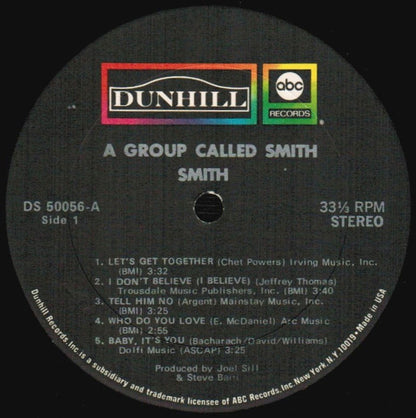 DUNHILL
abc
RECORDS
A GROUP CALLED SMITH
SMITH
DS 50056-A
Side 1
33⅓ RPM
STEREO
1. LET'S GET TOGETHER (Chet Powers) Irving Music, Inc.
(BMI) 3:32
2. I DON'T BELIEVE (I BELIEVE) (Jeffrey Thomas)
Trousdale Music Publishers, Inc. (BMI) 3:40
3. TELL HIM NO (Argent) Mainstay Music, Inc.
(BMI) 3:25
4. WHO DO YOU LOVE (E. McDaniel) Arc Music
(BMI) 2:55
5. BABY, IT'S YOU (Bacharach/David/Williams)
Dolfi Music (ASCAP) 3:25
Produced by Joel Sill
& Steve Barri
Dunhill Records, Inc. is a subsidiary and trademark licensee of ABC Records, Inc. New York, N.Y. 10019 • Made in USA